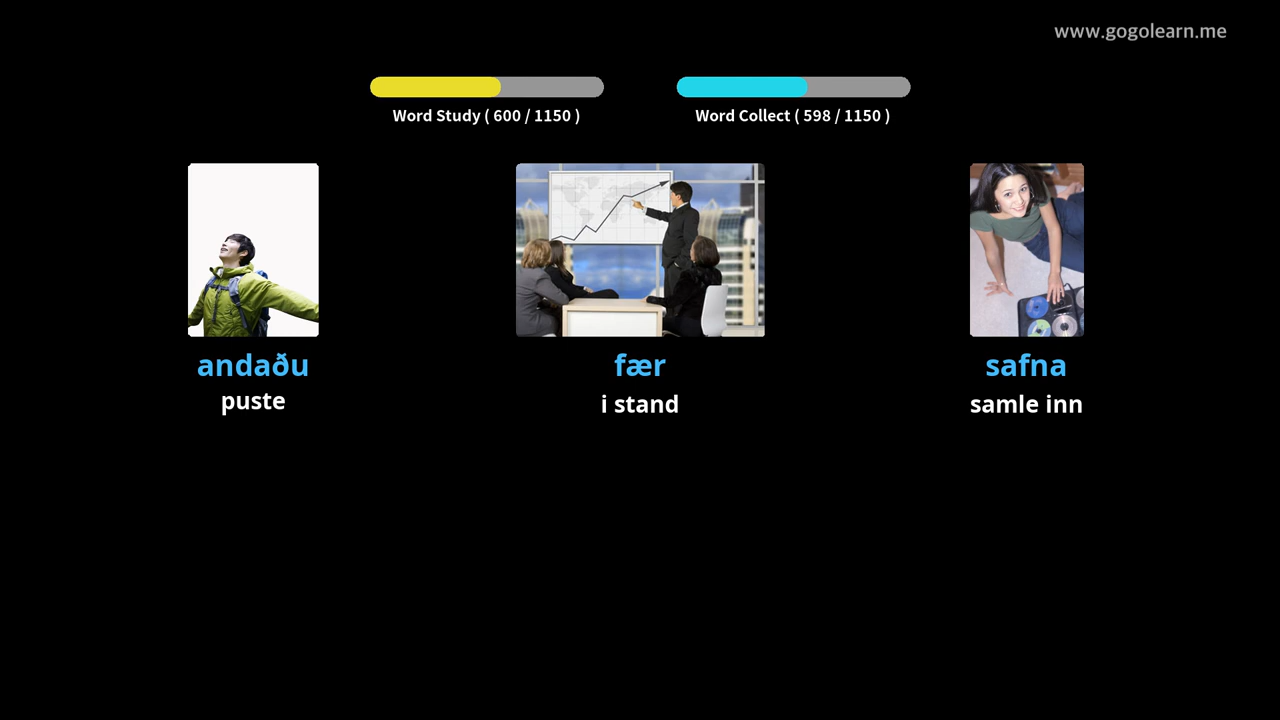 www.gogolearn.me
Word Study ( 600 / 1150 )
Word Collect ( 598 / 1150 )
andaðu
fær
safna
puste
i stand
samle inn